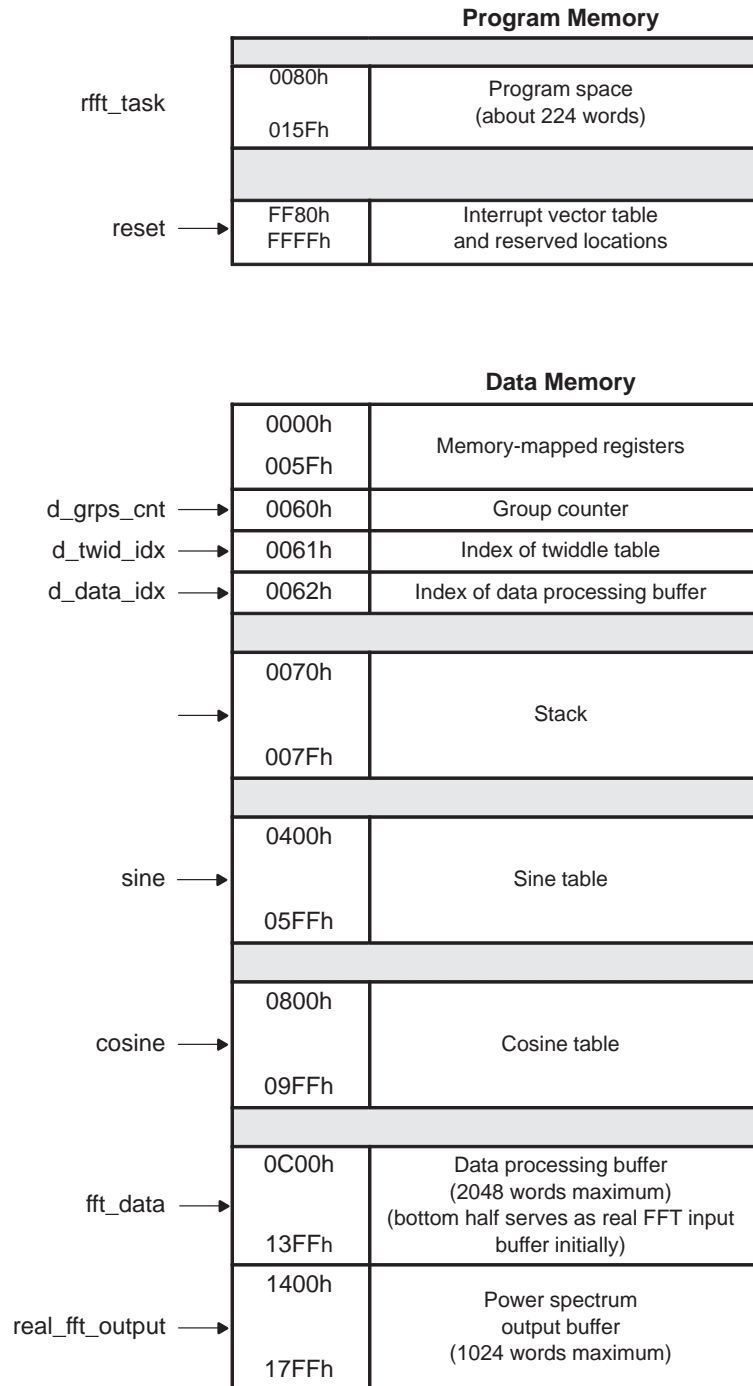 Program Memory
rfft_task
0080h
015Fh
Program space
(about 224 words)
reset
FF80h
FFFFh
Interrupt vector table
and reserved locations
Data Memory
0000h
005Fh
Memory-mapped registers
d_grps_cnt
0060h
Group counter
d_twid_idx
0061h
Index of twiddle table
d_data_idx
0062h
Index of data processing buffer
0070h
007Fh
Stack
sine
0400h
05FFh
Sine table
cosine
0800h
09FFh
Cosine table
fft_data
0C00h
13FFh
Data processing buffer
(2048 words maximum)
(bottom half serves as real FFT input
buffer initially)
real_fft_output
1400h
17FFh
Power spectrum
output buffer
(1024 words maximum)